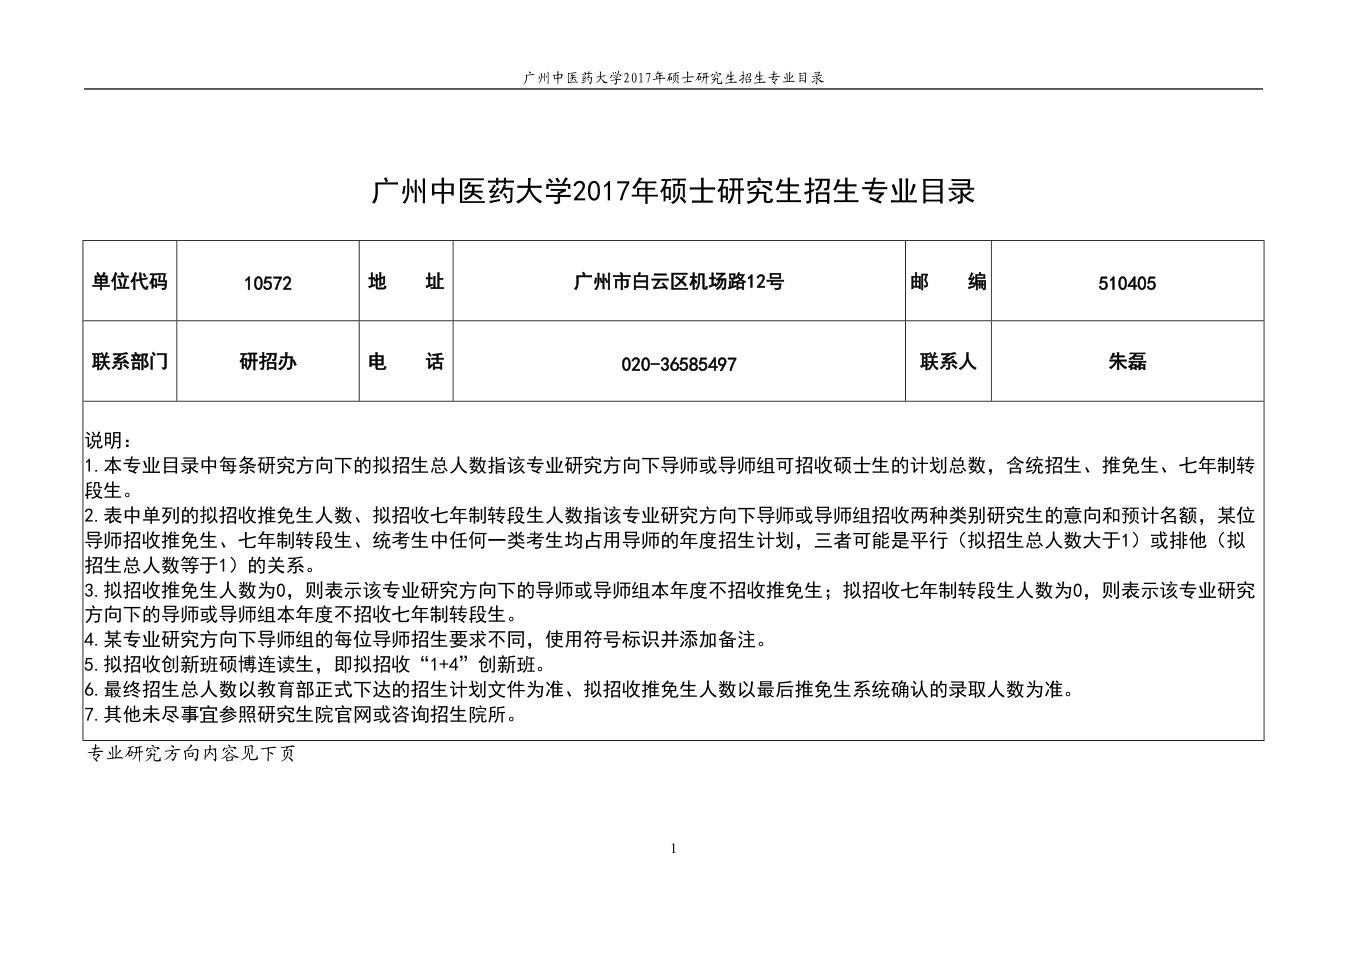 广州中医药大学2017年硕士研究生招生专业目录
广州中医药大学2017年硕士研究生招生专业目录
单位代码 10572 地 址 广州市白云区机场路12号 邮 编 510405
联系部门 研招办 电 话 020-36585497 联系人 朱磊
说明：
1.本专业目录中每条研究方向下的拟招生总人数指该专业研究方向下导师或导师组可招收硕士生的计划总数，含统招生、推免生、七年制转
段生。
2.表中单列的拟招收推免生人数、拟招收七年制转段生人数指该专业研究方向下导师或导师组招收两种类别研究生的意向和预计名额，某位
导师招收推免生、七年制转段生、统考生中任何一类考生均占用导师的年度招生计划，三者可能是平行（拟招生总人数大于1）或排他（拟
招生总人数等于1）的关系。
3.拟招收推免生人数为0，则表示该专业研究方向下的导师或导师组本年度不招收推免生；拟招收七年制转段生人数为0，则表示该专业研究
方向下的导师或导师组本年度不招收七年制转段生。
4.某专业研究方向下导师组的每位导师招生要求不同，使用符号标识并添加备注。
5.拟招收创新班硕博连读生，即拟招收“1+4”创新班。
6.最终招生总人数以教育部正式下达的招生计划文件为准、拟招收推免生人数以最后推免生系统确认的录取人数为准。
7.其他未尽事宜参照研究生院官网或咨询招生院所。
专业研究方向内容见下页
1